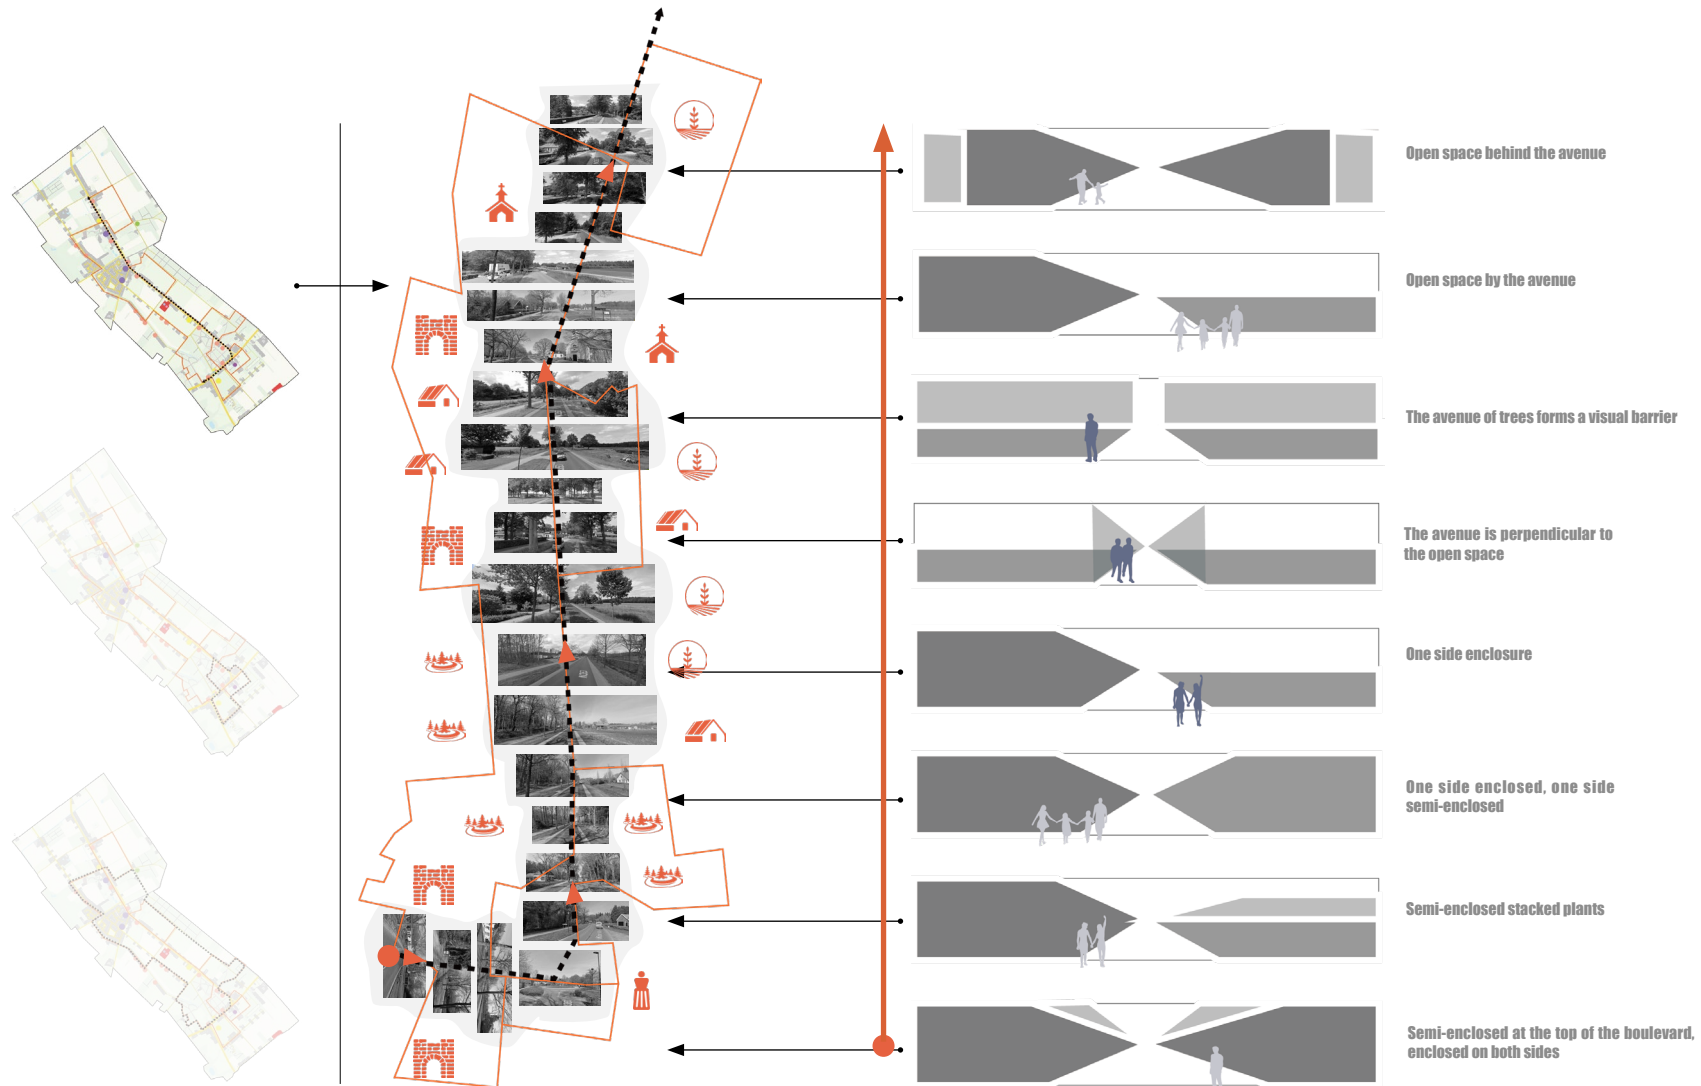 Open space behind the avenue
Open space by the avenue
The avenue of trees forms a visual barrier
The avenue is perpendicular to
the open space
One side enclosure
One side enclosed, one side
semi-enclosed
Semi-enclosed stacked plants
Semi-enclosed at the top of the boulevard,
enclosed on both sides